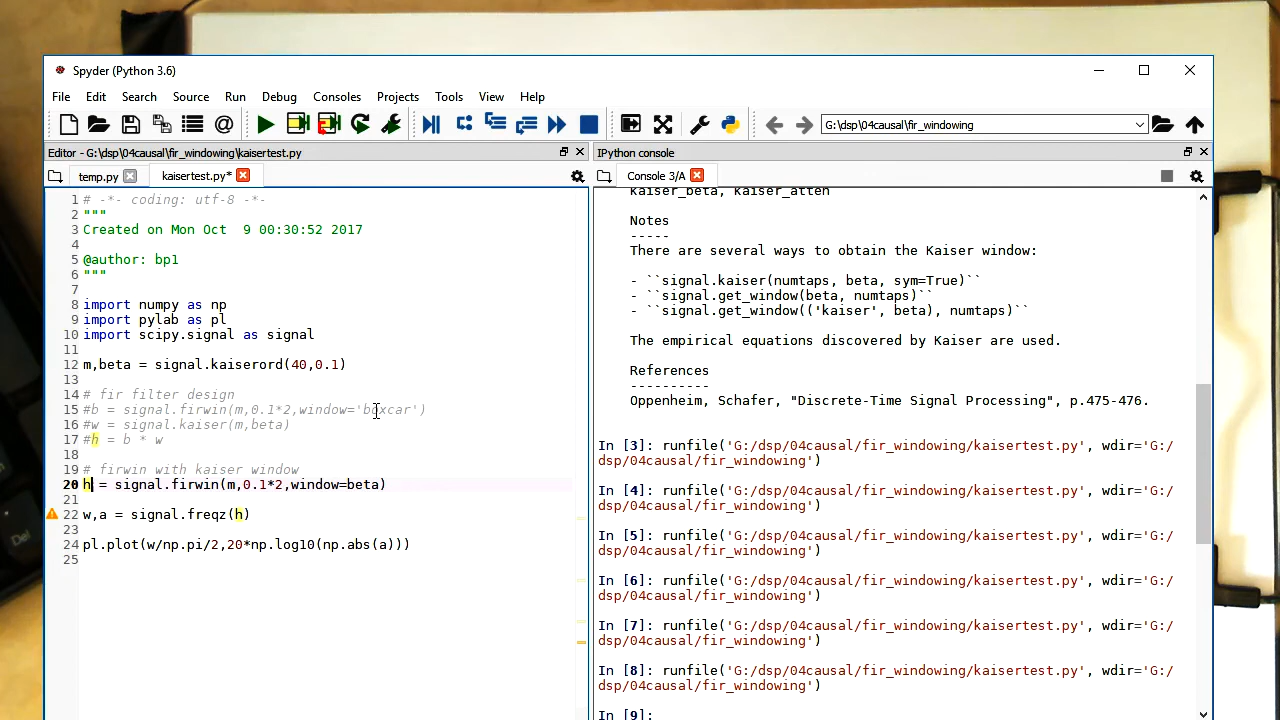 Spyder (Python 3.6)
File Edit Search Source Run Debug Consoles Projects Tools View Help
G:\dsp\04causal\fir_windowing
Editor - G:\dsp\04causal\fir_windowing\kaisertest.py
temp.py kaisertest.py*
1 # -*- coding: utf-8 -*-
2 """
3 Created on Mon Oct  9 00:30:52 2017
4
5 @author: bp1
6 """
7
8 import numpy as np
9 import pylab as pl
10 import scipy.signal as signal
11
12 m,beta = signal.kaiserord(40,0.1)
13
14 # fir filter design
15 #b = signal.firwin(m,0.1*2,window='boxcar')
16 #w = signal.kaiser(m,beta)
17 #h = b * w
18
19 # firwin with kaiser window
20 h = signal.firwin(m,0.1*2,window=beta)
21
22 w,a = signal.freqz(h)
23
24 pl.plot(w/np.pi/2,20*np.log10(np.abs(a)))
25
IPython console
Console 3/A
kaiser_beta, kaiser_atten
Notes
-----
There are several ways to obtain the Kaiser window:
- ``signal.kaiser(numtaps, beta, sym=True)``
- ``signal.get_window(beta, numtaps)``
- ``signal.get_window(('kaiser', beta), numtaps)``
The empirical equations discovered by Kaiser are used.
References
----------
Oppenheim, Schafer, "Discrete-Time Signal Processing", p.475-476.
In [3]: runfile('G:/dsp/04causal/fir_windowing/kaisertest.py', wdir='G:/
dsp/04causal/fir_windowing')
In [4]: runfile('G:/dsp/04causal/fir_windowing/kaisertest.py', wdir='G:/
dsp/04causal/fir_windowing')
In [5]: runfile('G:/dsp/04causal/fir_windowing/kaisertest.py', wdir='G:/
dsp/04causal/fir_windowing')
In [6]: runfile('G:/dsp/04causal/fir_windowing/kaisertest.py', wdir='G:/
dsp/04causal/fir_windowing')
In [7]: runfile('G:/dsp/04causal/fir_windowing/kaisertest.py', wdir='G:/
dsp/04causal/fir_windowing')
In [8]: runfile('G:/dsp/04causal/fir_windowing/kaisertest.py', wdir='G:/
dsp/04causal/fir_windowing')
In [9]:
Del